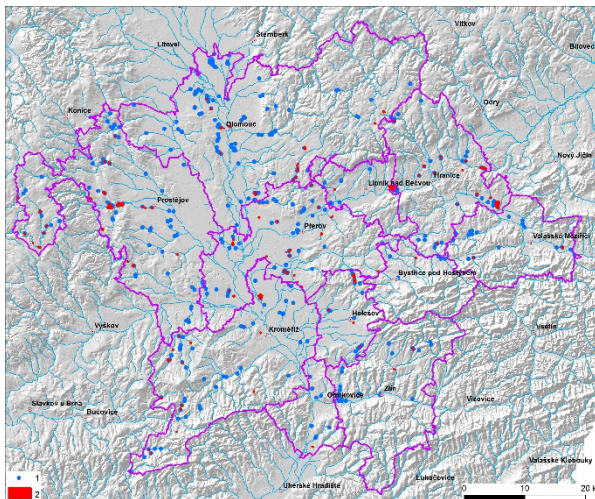 Vítkov
Šternberk
Litovel
Bílovec
Odry
Konice
Olomouc
Nový Jičín
Hranice
Lipník nad Bečvou
Prostějov
Přerov
Valašské Meziříčí
Bystřice pod Hostýnem
Holešov
Vyškov
Kroměříž
Vsetín
Otrokovice
Zlín
Vizovice
Slavkov u Brna
Bučovice
Valašské Klobouky
Uherské Hradiště
Luhačovice
1
2
0 10 20 k